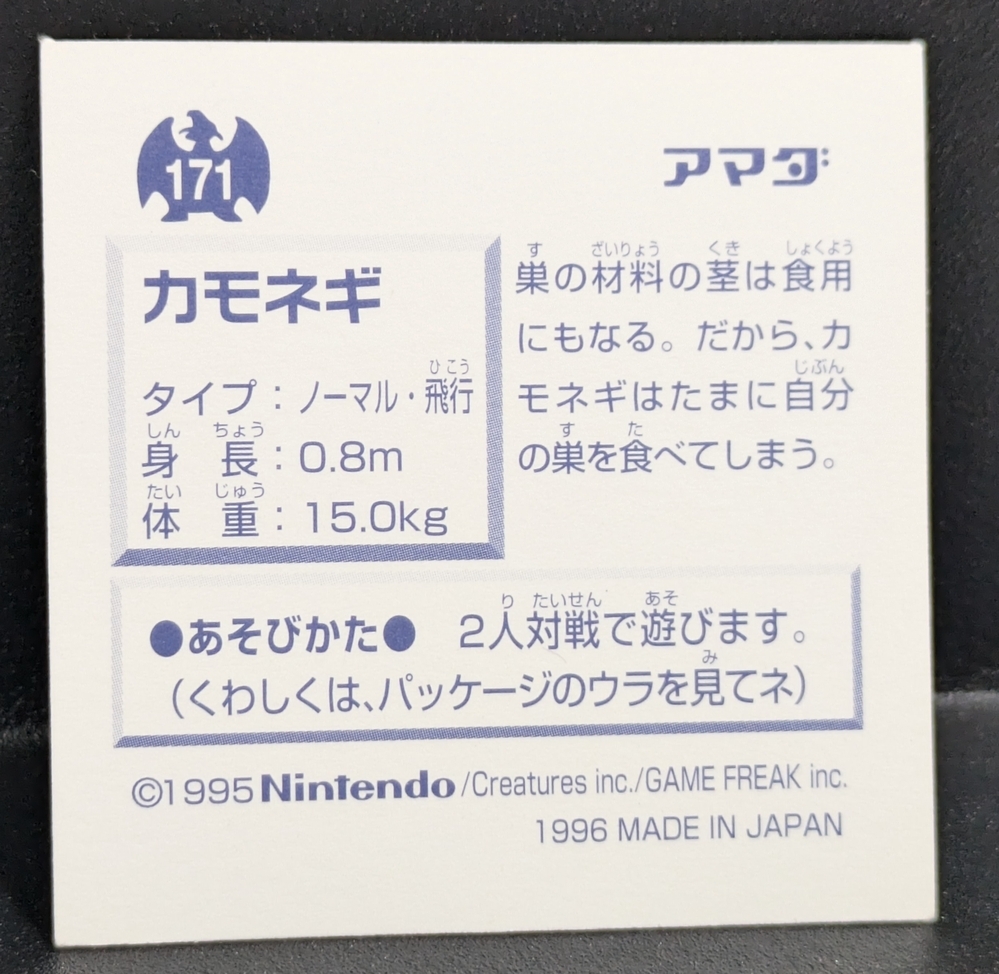 171
アマダ
カモネギ
タイプ：ノーマル・飛行
身　長：0.8m
体　重：15.0kg
巣の材料の茎は食用
にもなる。だから、カ
モネギはたまに自分
の巣を食べてしまう。
●あそびかた●　2人対戦で遊びます。
（くわしくは、パッケージのウラを見てネ）
©1995 Nintendo/Creatures inc./GAME FREAK inc.
1996 MADE IN JAPAN